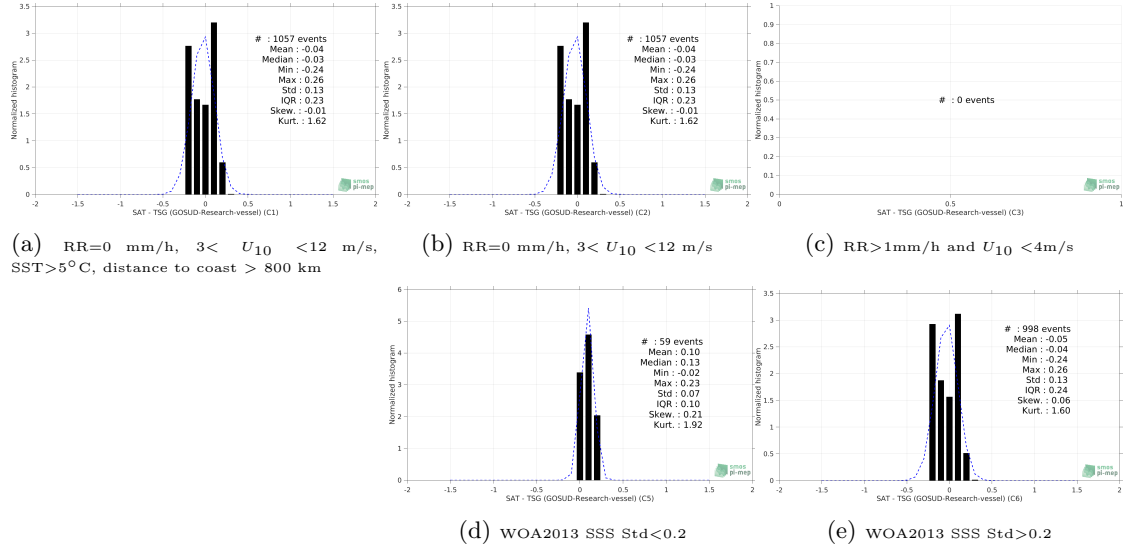 3.5
3
2.5
2
1.5
1
0.5
0
Normalized histogram
# : 1057 events
Mean : -0.04
Median : -0.03
Min : -0.24
Max : 0.26
Std : 0.13
IQR : 0.23
Skew. : -0.01
Kurt. : 1.62
smos
pi-mep
-2 -1.5 -1 -0.5 0 0.5 1 1.5 2
SAT - TSG (GOSUD-Research-vessel) (C1)
(a) RR=0 mm/h, 3< U10 <12 m/s,
SST>5°C, distance to coast > 800 km
3.5
3
2.5
2
1.5
1
0.5
0
Normalized histogram
# : 1057 events
Mean : -0.04
Median : -0.03
Min : -0.24
Max : 0.26
Std : 0.13
IQR : 0.23
Skew. : -0.01
Kurt. : 1.62
smos
pi-mep
-2 -1.5 -1 -0.5 0 0.5 1 1.5 2
SAT - TSG (GOSUD-Research-vessel) (C2)
(b) RR=0 mm/h, 3< U10 <12 m/s
1
0.9
0.8
0.7
0.6
0.5
0.4
0.3
0.2
0.1
0
Normalized histogram
# : 0 events
smos
pi-mep
0 0.5 1
SAT - TSG (GOSUD-Research-vessel) (C3)
(c) RR>1mm/h and U10 <4m/s
6
5
4
3
2
1
0
Normalized histogram
# : 59 events
Mean : 0.10
Median : 0.13
Min : -0.02
Max : 0.23
Std : 0.07
IQR : 0.10
Skew. : 0.21
Kurt. : 1.92
smos
pi-mep
-2 -1.5 -1 -0.5 0 0.5 1 1.5 2
SAT - TSG (GOSUD-Research-vessel) (C5)
(d) WOA2013 SSS Std<0.2
3.5
3
2.5
2
1.5
1
0.5
0
Normalized histogram
# : 998 events
Mean : -0.05
Median : -0.04
Min : -0.24
Max : 0.26
Std : 0.13
IQR : 0.24
Skew. : 0.06
Kurt. : 1.60
smos
pi-mep
-2 -1.5 -1 -0.5 0 0.5 1 1.5 2
SAT - TSG (GOSUD-Research-vessel) (C6)
(e) WOA2013 SSS Std>0.2